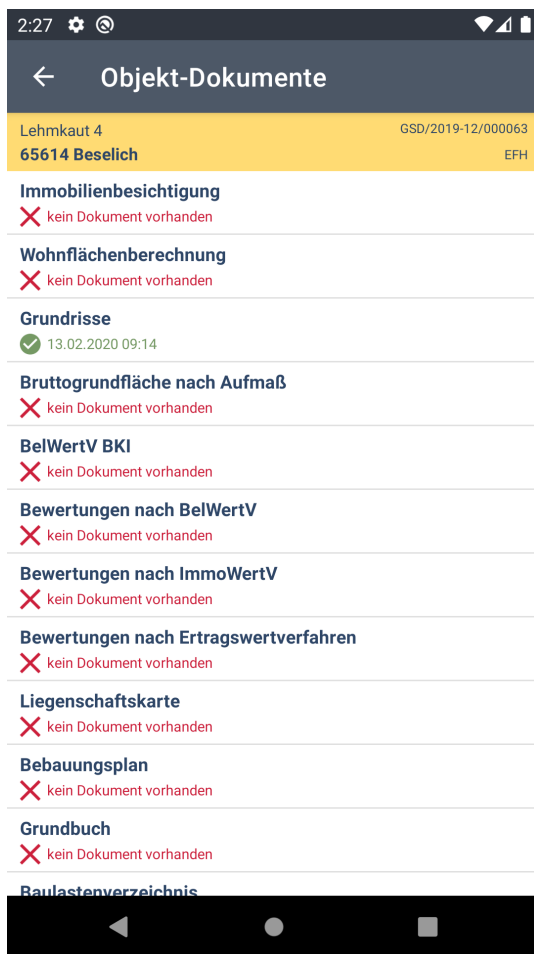 2:27
Objekt-Dokumente
Lehmkaut 4 GSD/2019-12/000063
65614 Beselich EFH
Immobilienbesichtigung
kein Dokument vorhanden
Wohnflächenberechnung
kein Dokument vorhanden
Grundrisse
13.02.2020 09:14
Bruttogrundfläche nach Aufmaß
kein Dokument vorhanden
BelWertV BKI
kein Dokument vorhanden
Bewertungen nach BelWertV
kein Dokument vorhanden
Bewertungen nach ImmoWertV
kein Dokument vorhanden
Bewertungen nach Ertragswertverfahren
kein Dokument vorhanden
Liegenschaftskarte
kein Dokument vorhanden
Bebauungsplan
kein Dokument vorhanden
Grundbuch
kein Dokument vorhanden
Baulastenverzeichnis